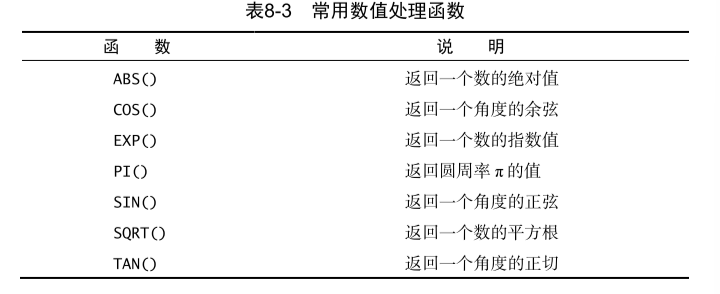 表8-3 常用数值处理函数
函 数 说 明
ABS() 返回一个数的绝对值
COS() 返回一个角度的余弦
EXP() 返回一个数的指数值
PI() 返回圆周率 π 的值
SIN() 返回一个角度的正弦
SQRT() 返回一个数的平方根
TAN() 返回一个角度的正切